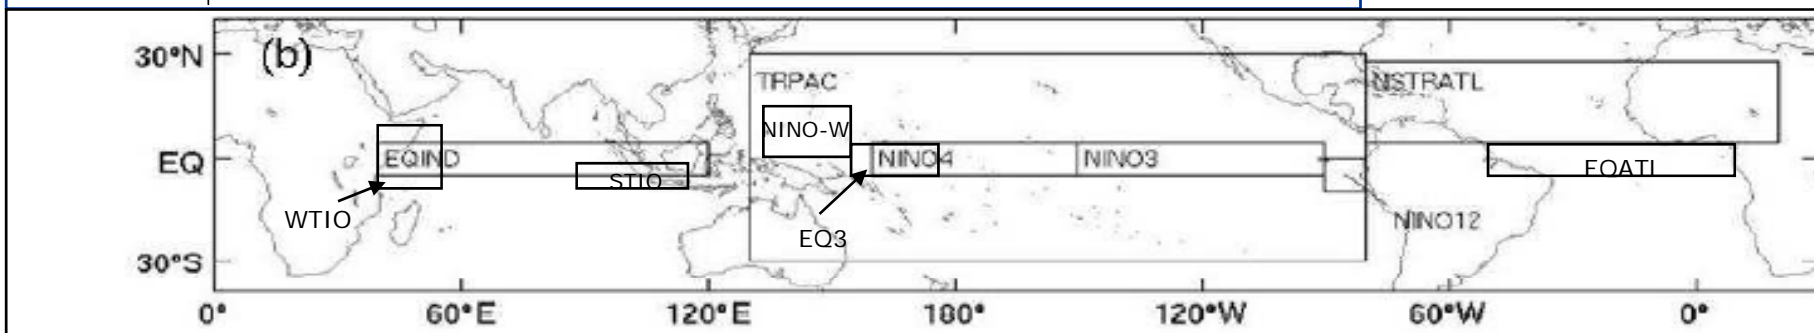 (b)
30°N
TRPAC
NSTRATL
NINO-W
EQ
EQIND
NINO4
NINO3
EQATL
STIO
WTIO
NINO12
EQ3
30°S
0° 60°E 120°E 180° 120°W 60°W 0°